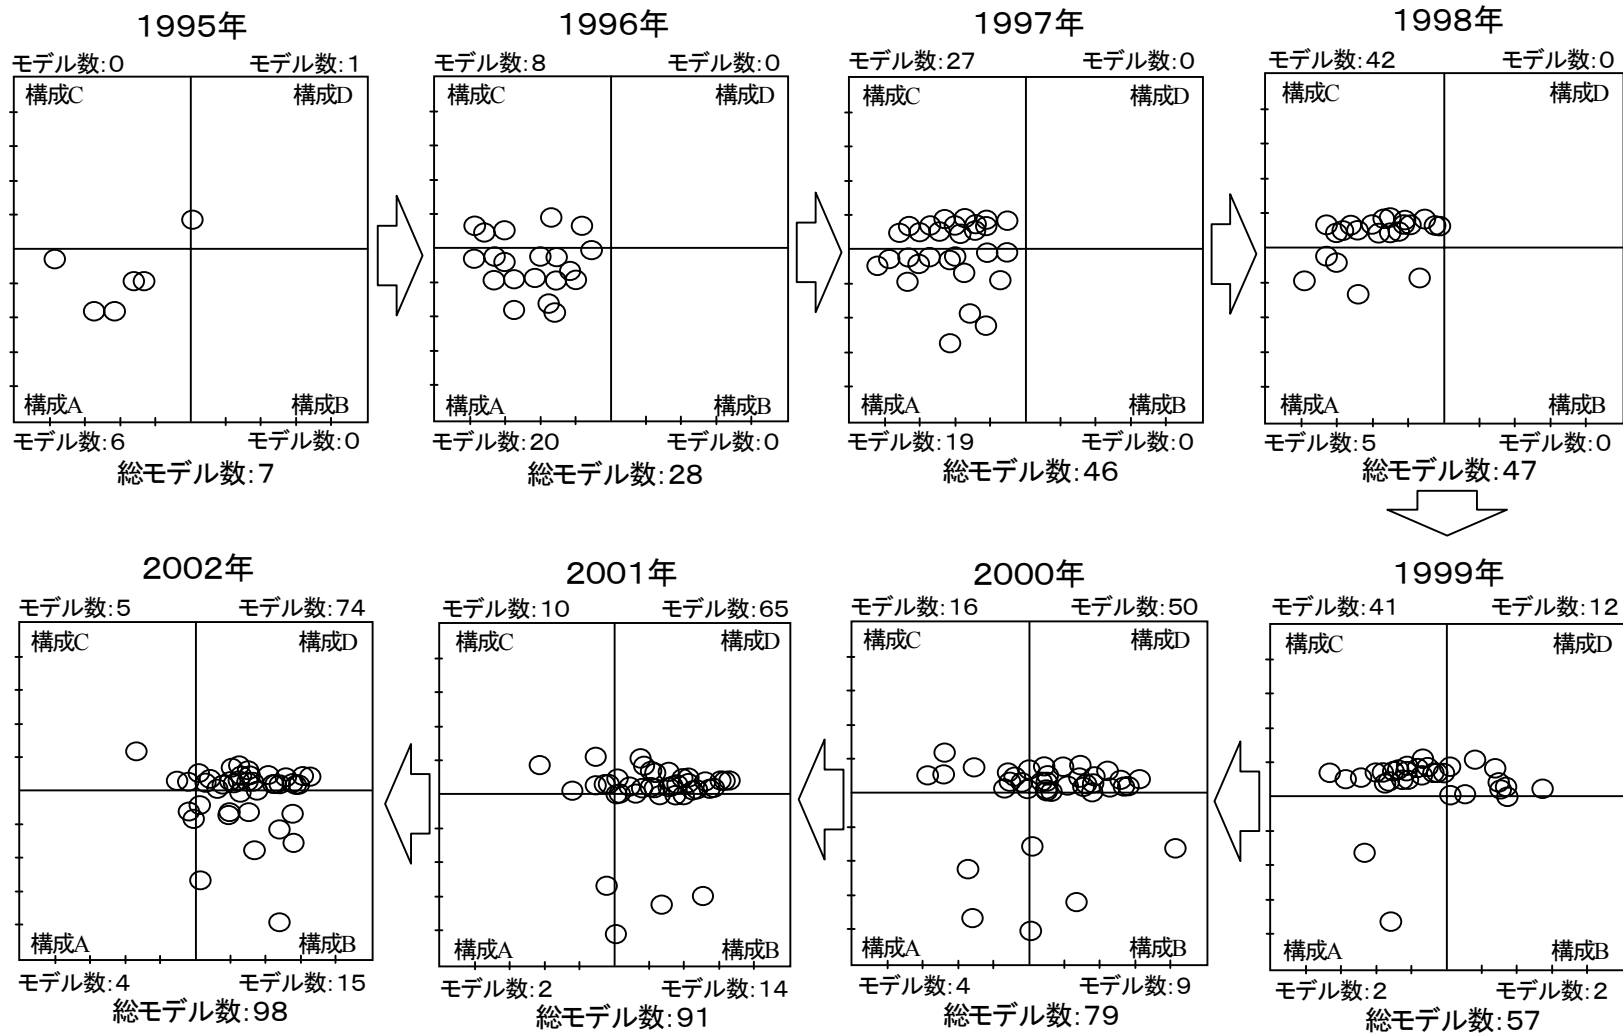 1995年
モデル数:0 モデル数:1
構成C 構成D
構成A 構成B
モデル数:6 モデル数:0
総モデル数:7
1996年
モデル数:8 モデル数:0
構成C 構成D
構成A 構成B
モデル数:20 モデル数:0
総モデル数:28
1997年
モデル数:27 モデル数:0
構成C 構成D
構成A 構成B
モデル数:19 モデル数:0
総モデル数:46
1998年
モデル数:42 モデル数:0
構成C 構成D
構成A 構成B
モデル数:5 モデル数:0
総モデル数:47
1999年
モデル数:41 モデル数:12
構成C 構成D
構成A 構成B
モデル数:2 モデル数:2
総モデル数:57
2000年
モデル数:16 モデル数:50
構成C 構成D
構成A 構成B
モデル数:4 モデル数:9
総モデル数:79
2001年
モデル数:10 モデル数:65
構成C 構成D
構成A 構成B
モデル数:2 モデル数:14
総モデル数:91
2002年
モデル数:5 モデル数:74
構成C 構成D
構成A 構成B
モデル数:4 モデル数:15
総モデル数:98